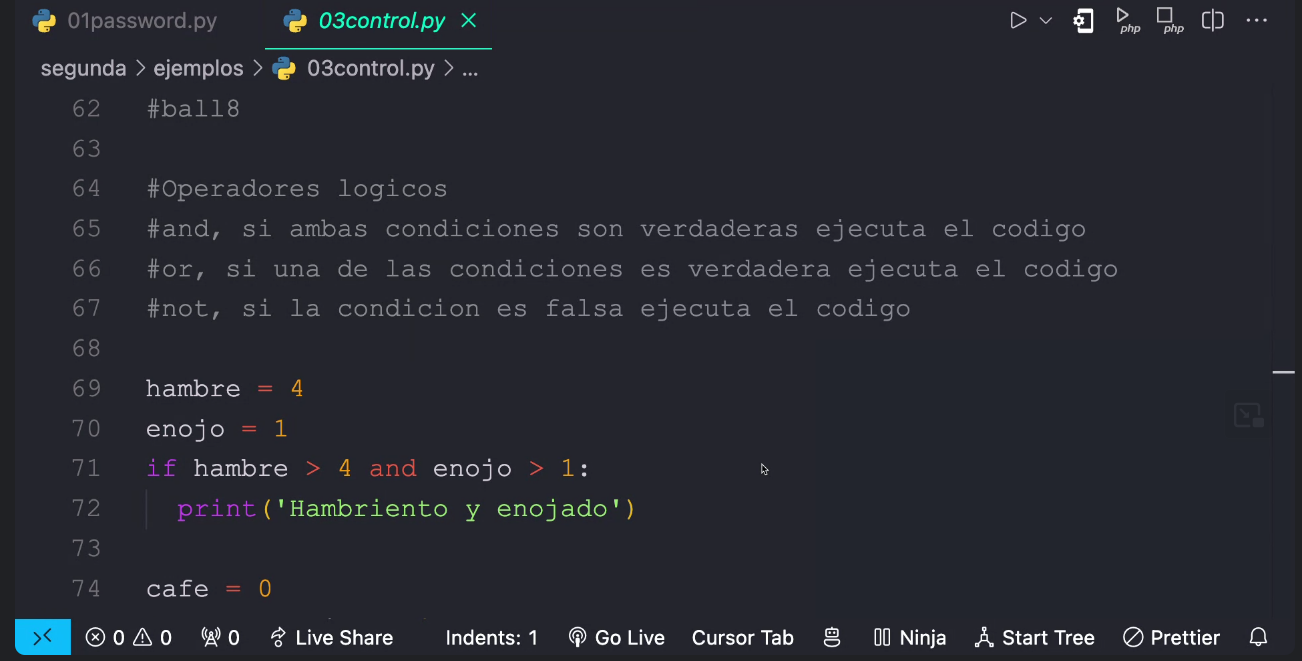 01password.py 03control.py
php php
segunda > ejemplos > 03control.py > ...
62 #ball8
63
64 #Operadores logicos
65 #and, si ambas condiciones son verdaderas ejecuta el codigo
66 #or, si una de las condiciones es verdadera ejecuta el codigo
67 #not, si la condicion es falsa ejecuta el codigo
68
69 hambre = 4
70 enojo = 1
71 if hambre > 4 and enojo > 1:
72 print('Hambriento y enojado')
73
74 cafe = 0
0 0 0 Live Share Indents: 1 Go Live Cursor Tab Ninja Start Tree Prettier